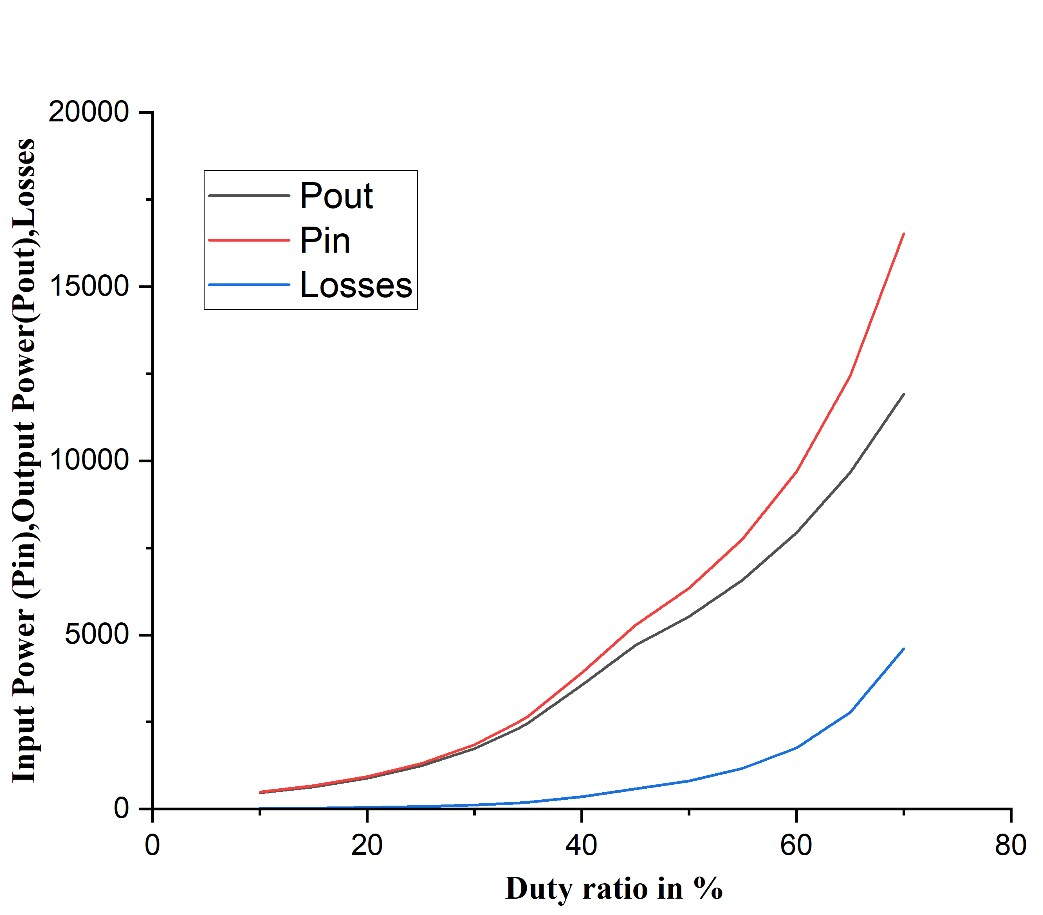 20000
15000
10000
5000
0
Input Power (Pin),Output Power(Pout),Losses
Pout
Pin
Losses
0 20 40 60 80
Duty ratio in %